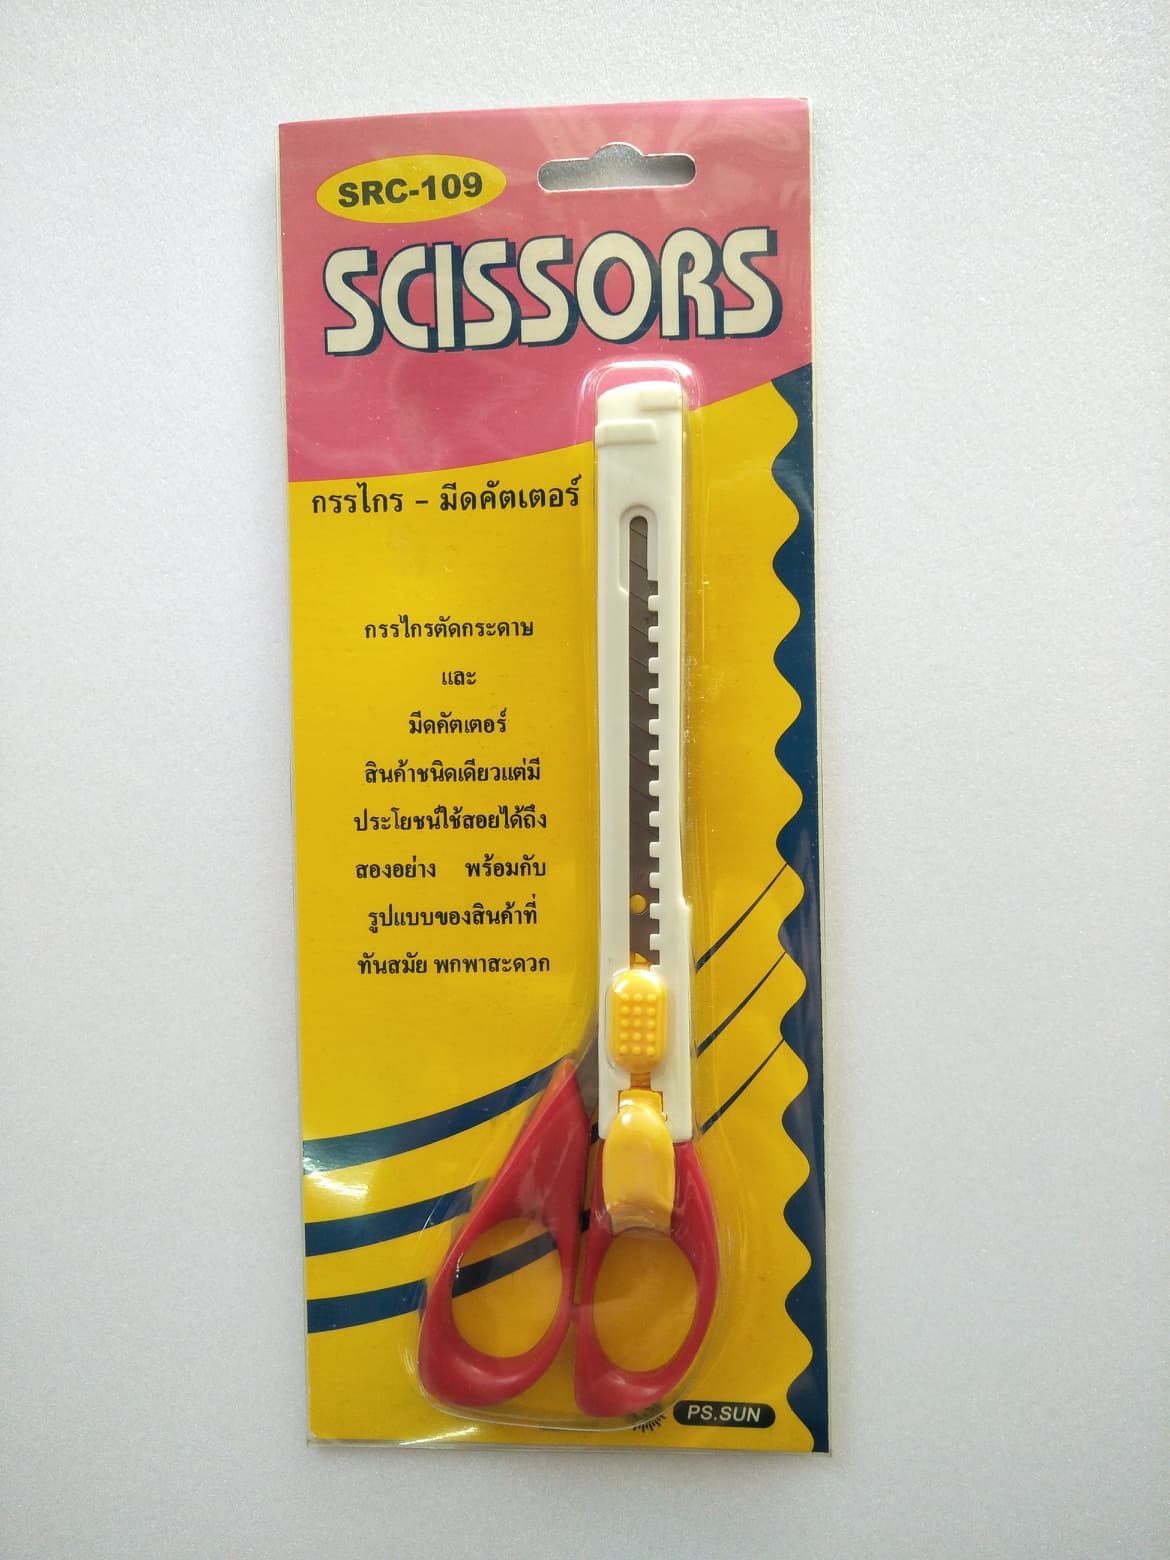 SRC-109
SCISSORS
กรรไกร - มีดคัตเตอร์
กรรไกรตัดกระดาษ
และ
มีดคัตเตอร์
สินค้าชนิดเดียวแต่มี
ประโยชน์ใช้สอยได้ถึง
สองอย่าง พร้อมกับ
รูปแบบของสินค้าที่
ทันสมัย พกพาสะดวก
PS.SUN